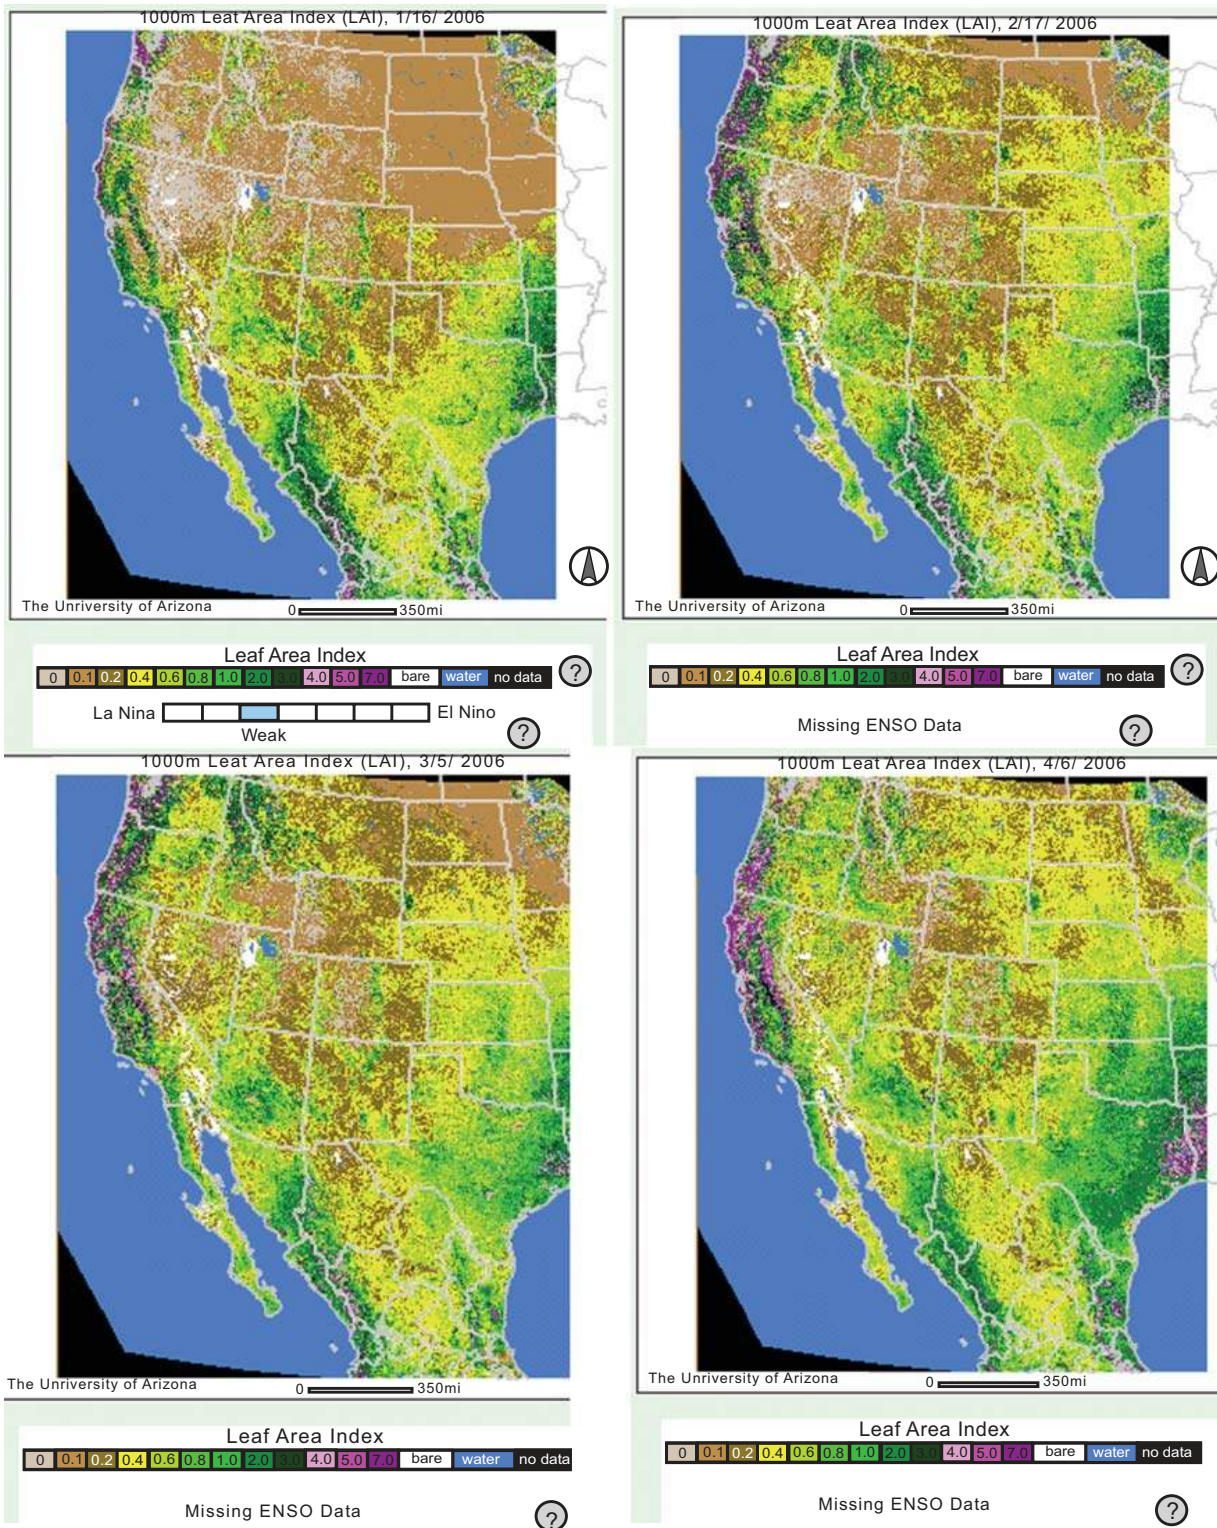 1000m Leat Area Index (LAI), 1/16/ 2006
The Unriversity of Arizona
0 350mi
Leaf Area Index
0 0.1 0.2 0.4 0.6 0.8 1.0 2.0 3.0 4.0 5.0 7.0 bare water no data ?
La Nina El Nino
Weak ?
1000m Leat Area Index (LAI), 2/17/ 2006
The Unriversity of Arizona
0 350mi
Leaf Area Index
0 0.1 0.2 0.4 0.6 0.8 1.0 2.0 3.0 4.0 5.0 7.0 bare water no data ?
Missing ENSO Data ?
1000m Leat Area Index (LAI), 3/5/ 2006
The Unriversity of Arizona
0 350mi
Leaf Area Index
0 0.1 0.2 0.4 0.6 0.8 1.0 2.0 3.0 4.0 5.0 7.0 bare water no data
Missing ENSO Data ?
1000m Leat Area Index (LAI), 4/6/ 2006
The Unriversity of Arizona
0 350mi
Leaf Area Index
0 0.1 0.2 0.4 0.6 0.8 1.0 2.0 3.0 4.0 5.0 7.0 bare water no data
Missing ENSO Data ?